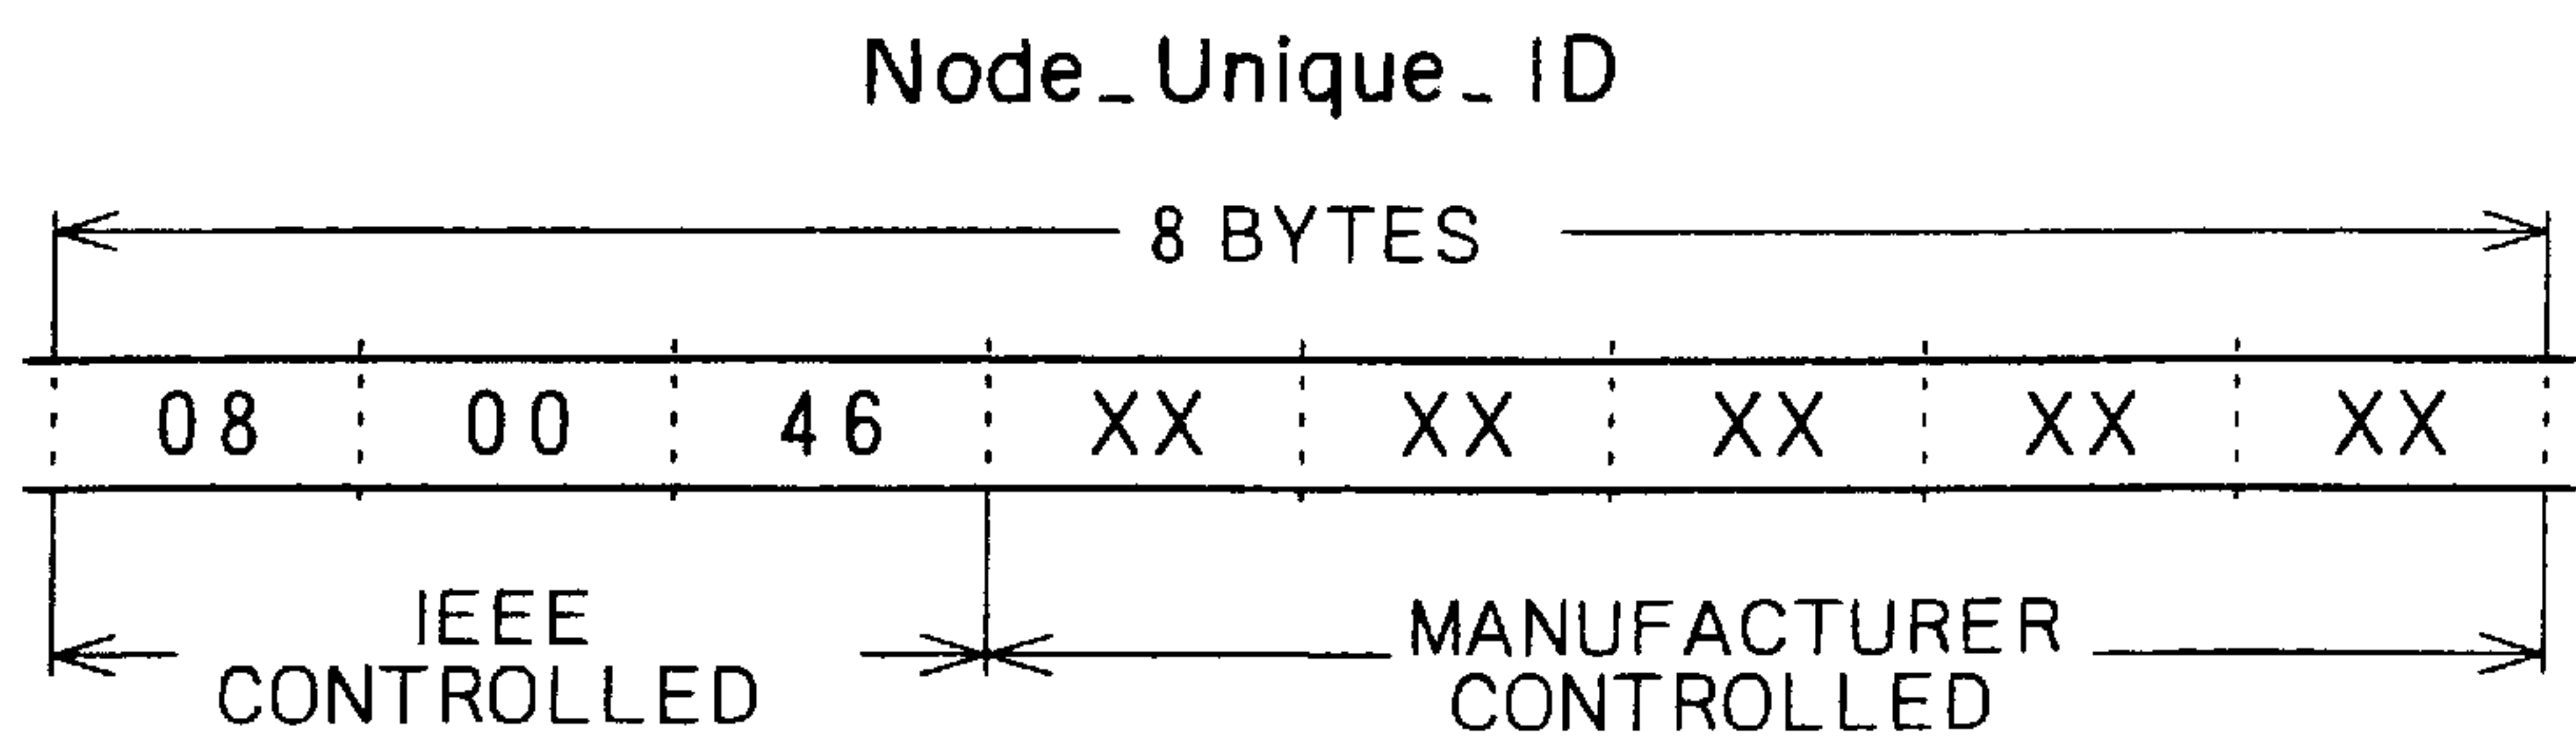 Node_Unique_ID
8 BYTES
08 00 46 XX XX XX XX XX
IEEE CONTROLLED
MANUFACTURER CONTROLLED